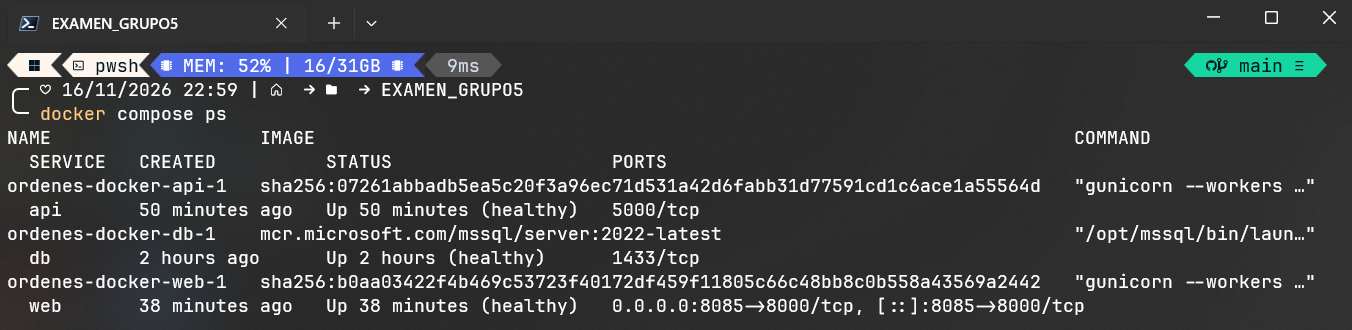 EXAMEN_GRUPO5
pwsh MEM: 52% | 16/31GB 9ms main
16/11/2026 22:59 | → → EXAMEN_GRUPO5
docker compose ps
NAME IMAGE COMMAND
SERVICE CREATED STATUS PORTS
ordenes-docker-api-1 sha256:07261abbadb5ea5c20f3a96ec71d531a42d6fabb31d77591cd1c6ace1a55564d "gunicorn --workers …"
api 50 minutes ago Up 50 minutes (healthy) 5000/tcp
ordenes-docker-db-1 mcr.microsoft.com/mssql/server:2022-latest "/opt/mssql/bin/laun…"
db 2 hours ago Up 2 hours (healthy) 1433/tcp
ordenes-docker-web-1 sha256:b0aa03422f4b469c53723f40172df459f11805c66c48bb8c0b558a43569a2442 "gunicorn --workers …"
web 38 minutes ago Up 38 minutes (healthy) 0.0.0.0:8085->8000/tcp, [::]:8085->8000/tcp